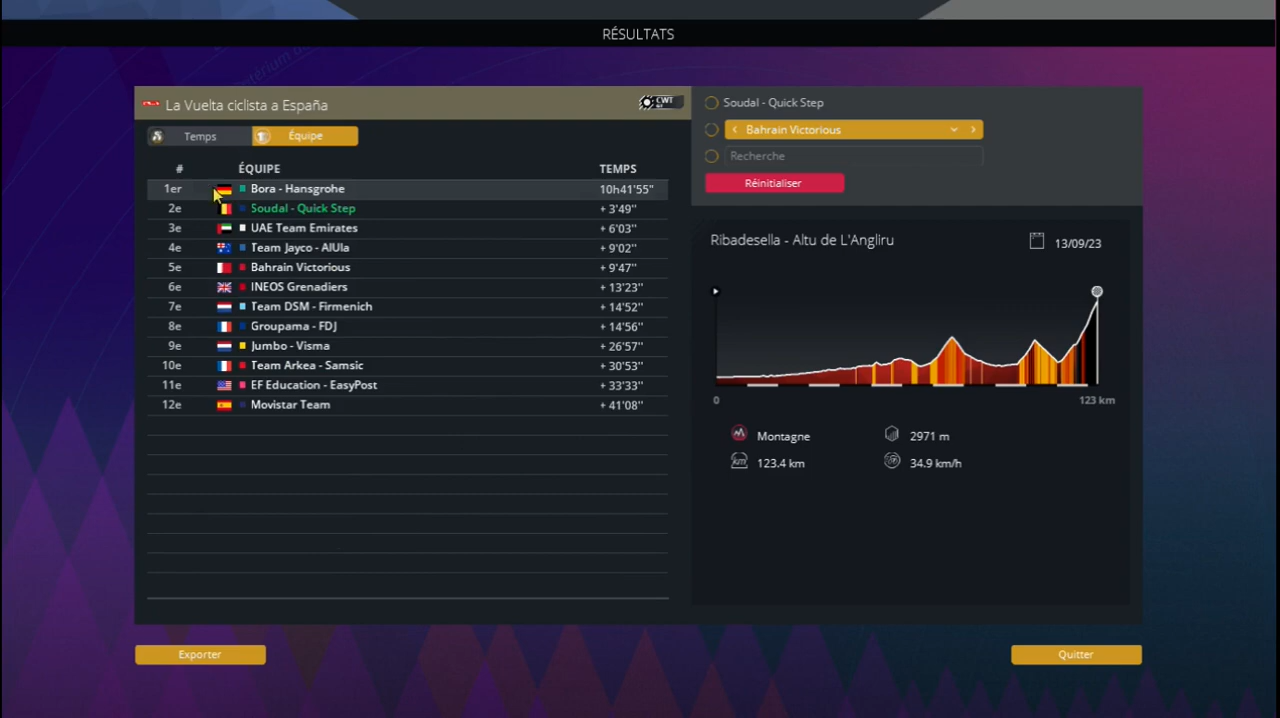 RÉSULTATS
La Vuelta ciclista a España
CWT
Temps
Équipe
# ÉQUIPE TEMPS
1er Bora - Hansgrohe 10h41'55''
2e Soudal - Quick Step + 3'49''
3e UAE Team Emirates + 6'03''
4e Team Jayco - AlUla + 9'02''
5e Bahrain Victorious + 9'47''
6e INEOS Grenadiers + 13'23''
7e Team DSM - Firmenich + 14'52''
8e Groupama - FDJ + 14'56''
9e Jumbo - Visma + 26'57''
10e Team Arkea - Samsic + 30'53''
11e EF Education - EasyPost + 33'33''
12e Movistar Team + 41'08''
Soudal - Quick Step
Bahrain Victorious
Recherche
Réinitialiser
Ribadesella - Altu de L'Angliru 13/09/23
0 123 km
Montagne 2971 m
km 123.4 km 34.9 km/h
Exporter
Quitter